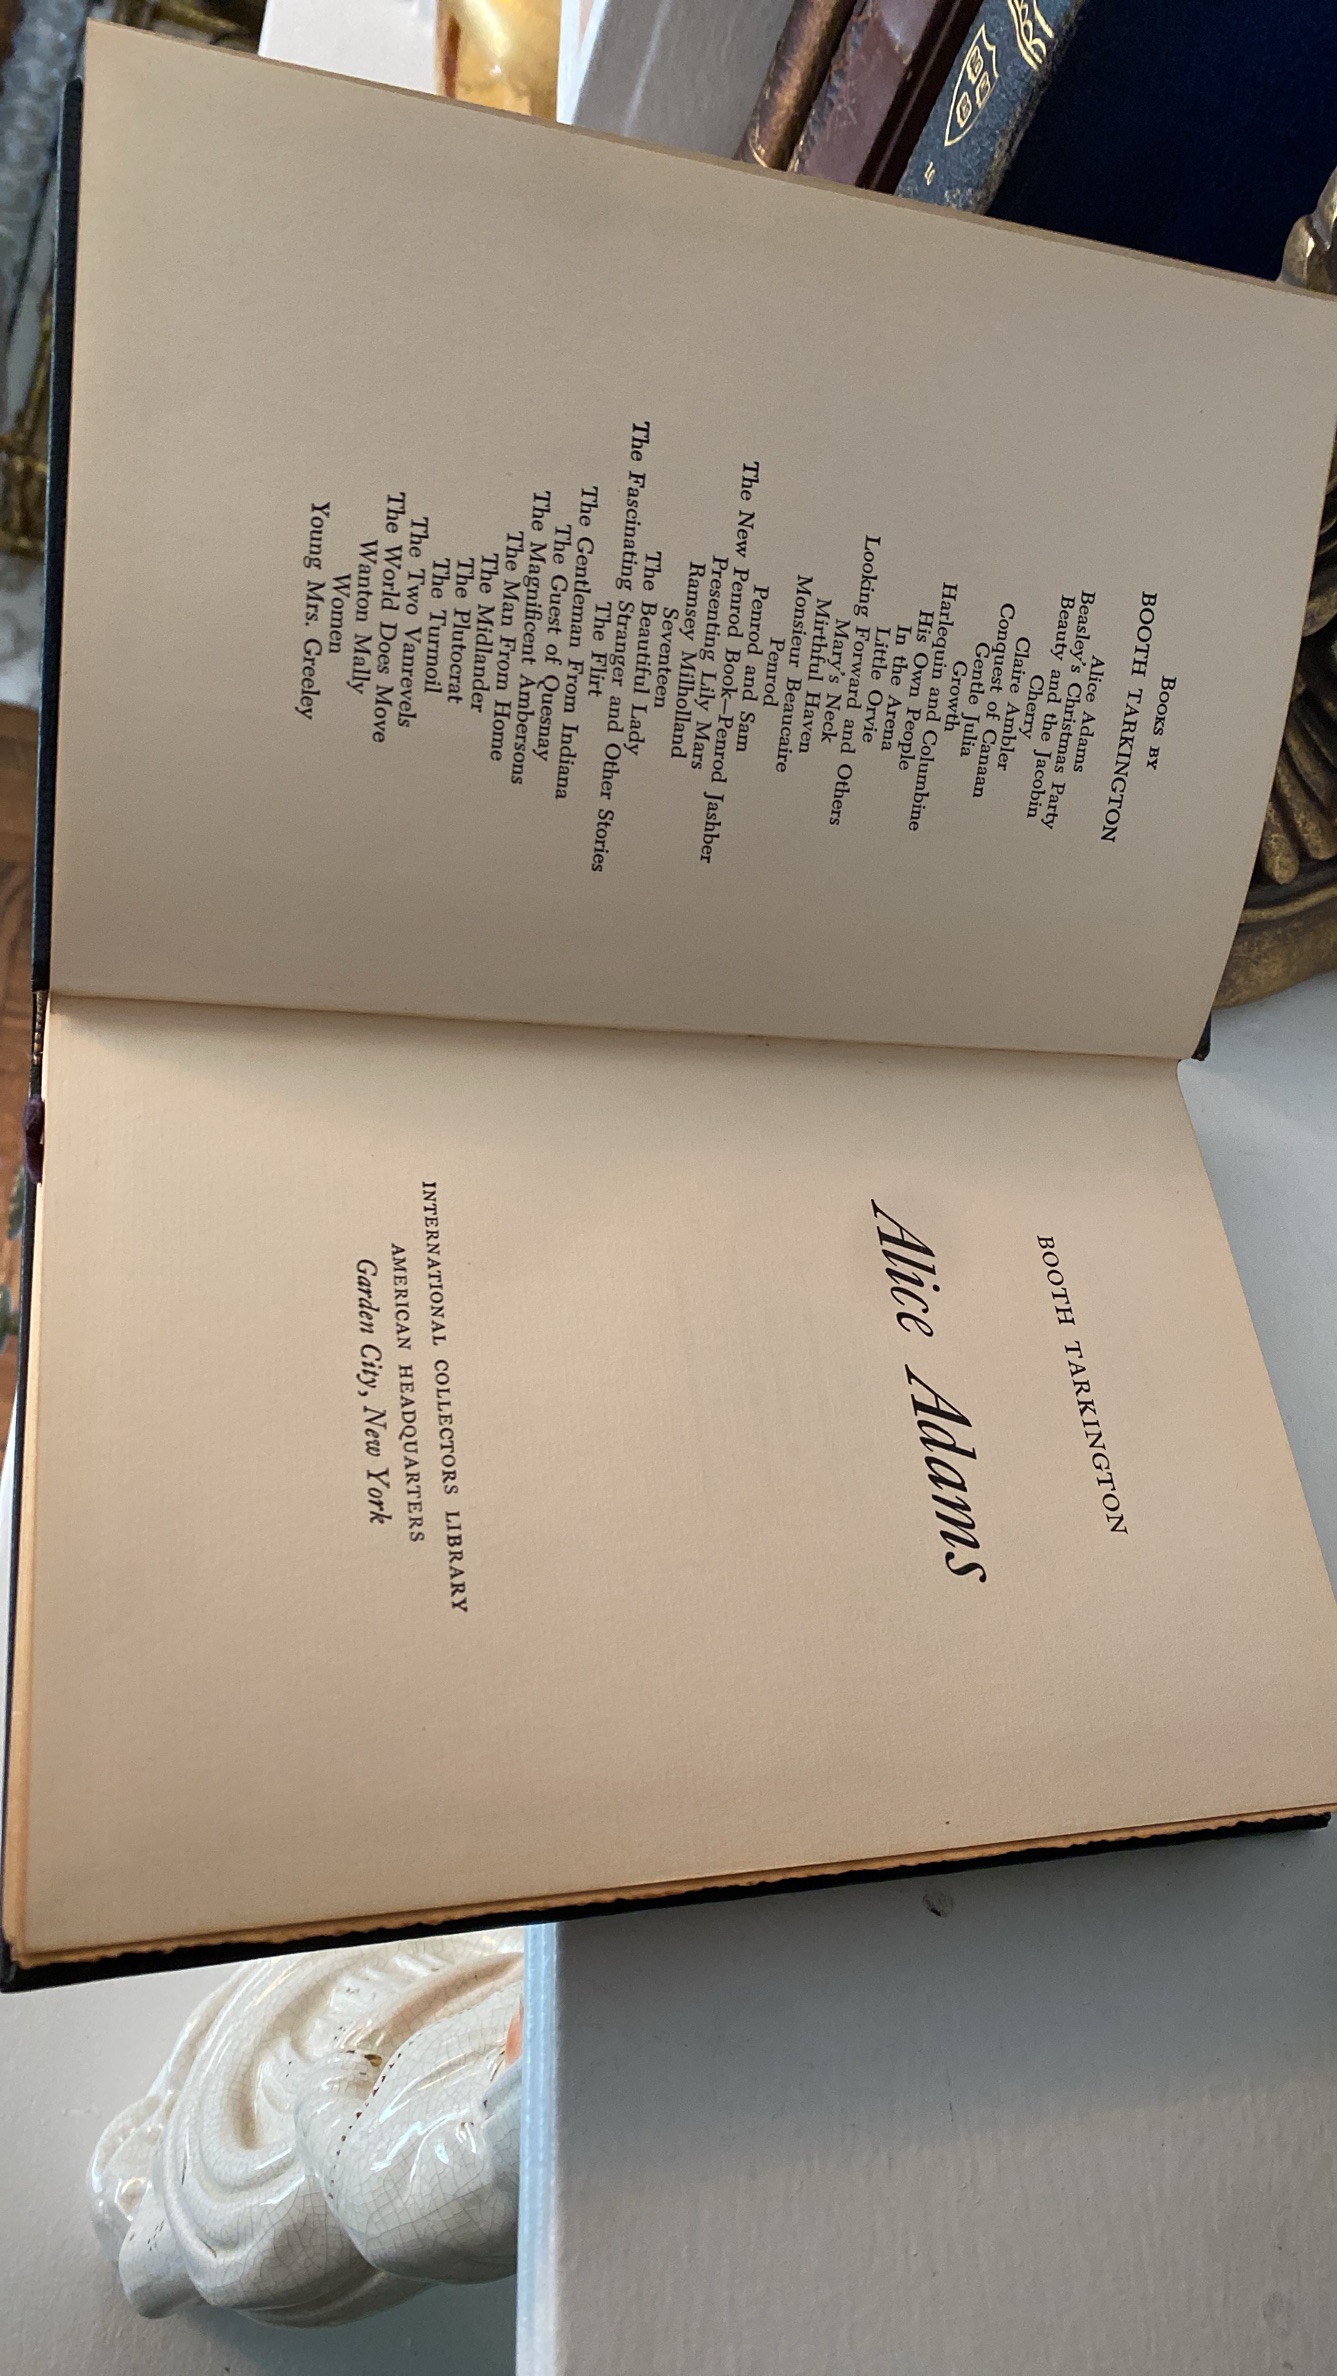 BOOKS BY
BOOTH TARKINGTON
Alice Adams
Beasley's Christmas Party
Beauty and the Jacobin
Cherry
Claire Ambler
Conquest of Canaan
Gentle Julia
Growth
Harlequin and Columbine
His Own People
In the Arena
Little Orvie
Looking Forward and Others
Mary's Neck
Mirthful Haven
Monsieur Beaucaire
Penrod
Penrod and Sam
The New Penrod Book—Penrod Jashber
Presenting Lily Mars
Ramsey Milholland
Seventeen
The Beautiful Lady
The Fascinating Stranger and Other Stories
The Flirt
The Gentleman From Indiana
The Guest of Quesnay
The Magnificent Ambersons
The Man From Home
The Midlander
The Plutocrat
The Turmoil
The Two Vanrevels
The World Does Move
Wanton Mally
Women
Young Mrs. Greeley
BOOTH TARKINGTON
Alice Adams
INTERNATIONAL COLLECTORS LIBRARY
AMERICAN HEADQUARTERS
Garden City, New York